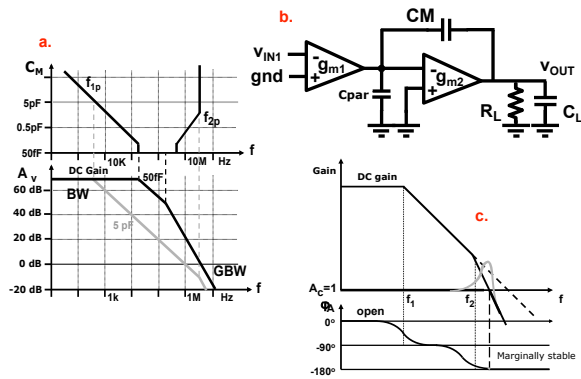 a.
C_M
5pF
0.5pF
50fF
f_1p
f_2p
10K
10M
Hz
f
A_v
DC Gain
50fF
60 dB
BW
40 dB
20 dB
5 pF
0 dB
GBW
-20 dB
1k
1M
Hz
f
b.
CM
v_IN1
gnd
-
+
g_m1
Cpar
-
+
g_m2
v_OUT
R_L
C_L
Gain
DC gain
c.
A_C=1
f_1
f_2
f
φ_A
open
0°
-90°
-180°
Marginally stable